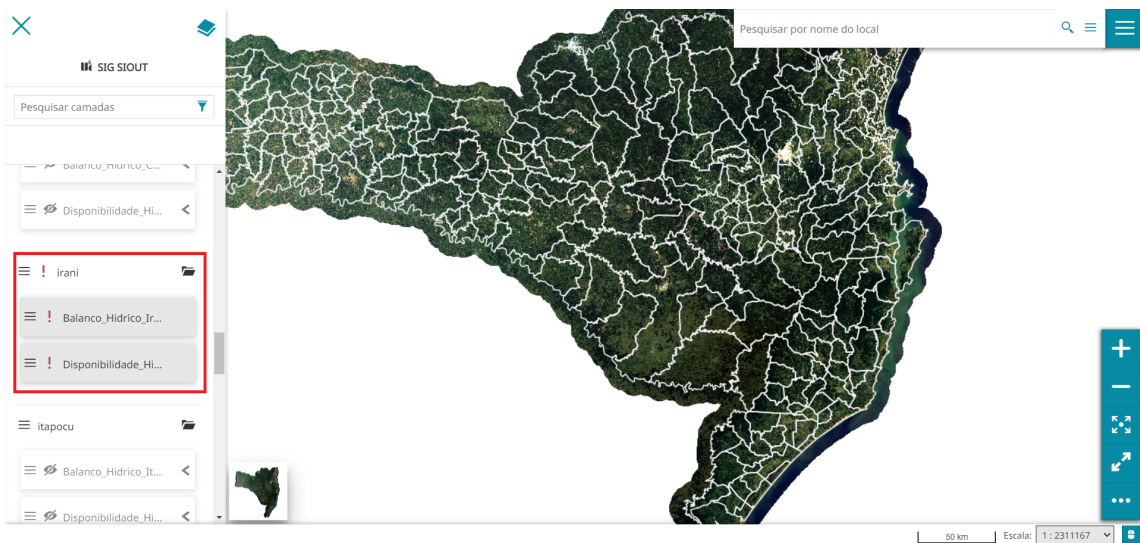 SIG SIOUT
Pesquisar camadas
Balanco_Hidrico_C...
Disponibilidade_Hi...
! irani
! Balanco_Hidrico_Ir...
! Disponibilidade_Hi...
itapocu
Balanco_Hidrico_It...
Disponibilidade_Hi...
Pesquisar por nome do local
50 km
Escala: 1 : 2311167